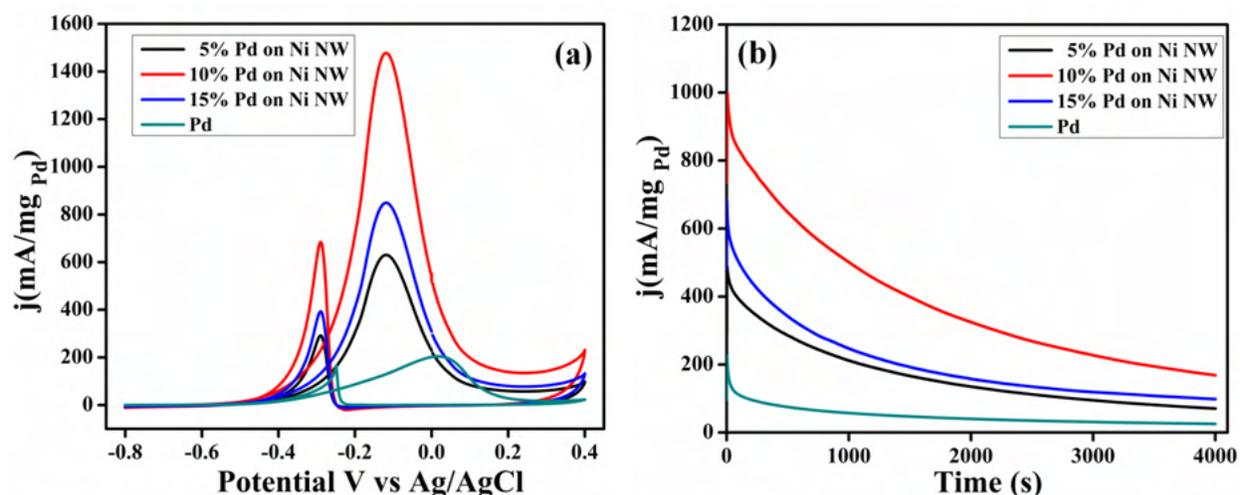 1600
1400
1200
1000
800
600
400
200
0
j(mA/mg Pd)
5% Pd on Ni NW
10% Pd on Ni NW
15% Pd on Ni NW
Pd
(a)
-0.8 -0.6 -0.4 -0.2 0.0 0.2 0.4
Potential V vs Ag/AgCl
1200
1000
800
600
400
200
0
j(mA/mg Pd)
(b)
5% Pd on Ni NW
10% Pd on Ni NW
15% Pd on Ni NW
Pd
0 1000 2000 3000 4000
Time (s)